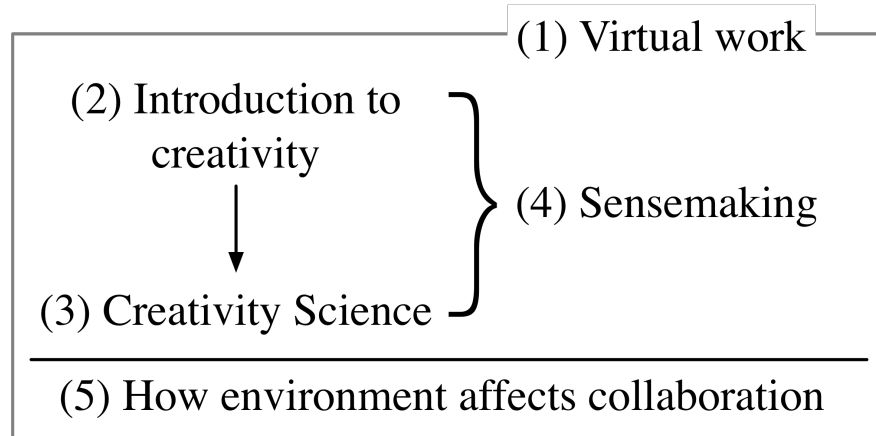 (1) Virtual work
(2) Introduction to
creativity
(4) Sensemaking
(3) Creativity Science
(5) How environment affects collaboration